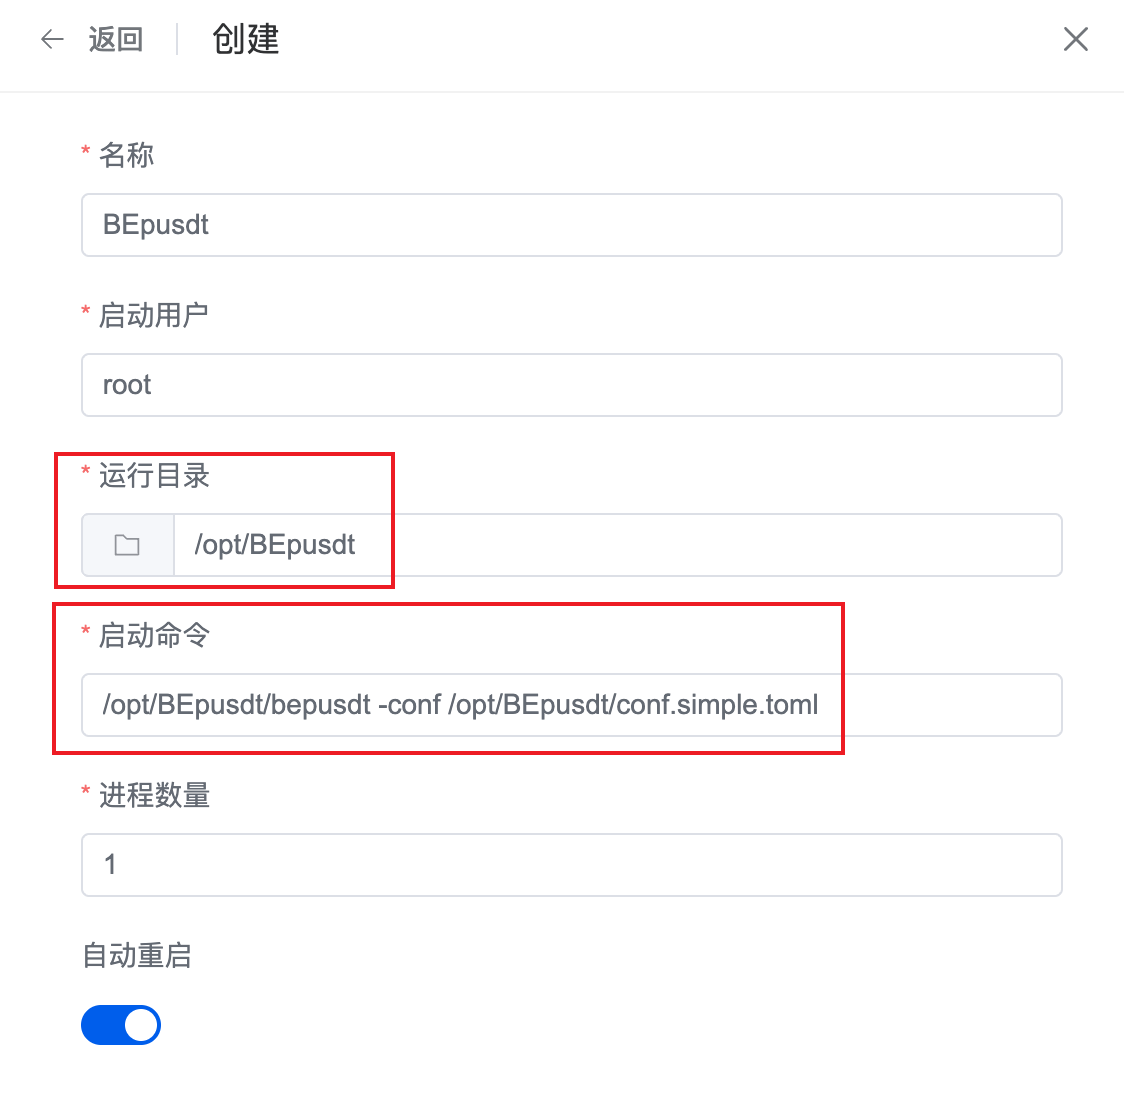 返回 创建
* 名称
BEpusdt
* 启动用户
root
* 运行目录
/opt/BEpusdt
* 启动命令
/opt/BEpusdt/bepusdt -conf /opt/BEpusdt/conf.simple.toml
* 进程数量
1
自动重启